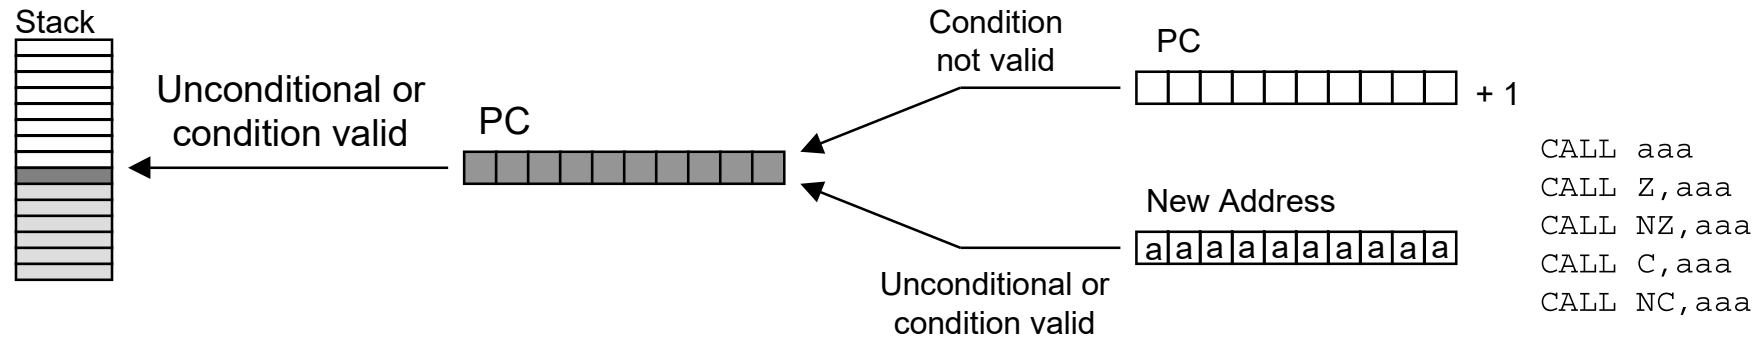 Stack
Unconditional or
condition valid
PC
Condition
not valid
PC
+ 1
New Address
a a a a a a a a a a
Unconditional or
condition valid
CALL aaa
CALL Z,aaa
CALL NZ,aaa
CALL C,aaa
CALL NC,aaa